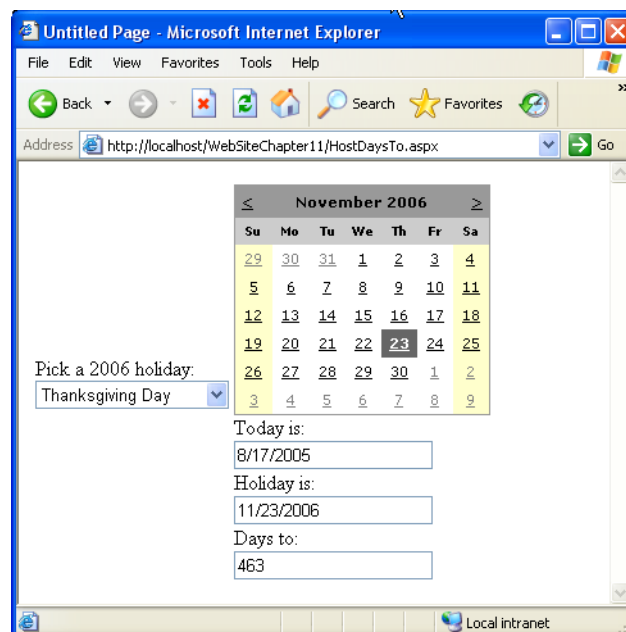 Untitled Page - Microsoft Internet Explorer
File Edit View Favorites Tools Help
Back Search Favorites »
Address http://localhost/WebSiteChapter11/HostDaysTo.aspx Go
< November 2006 >
Su Mo Tu We Th Fr Sa
29 30 31 1 2 3 4
5 6 7 8 9 10 11
12 13 14 15 16 17 18
19 20 21 22 23 24 25
26 27 28 29 30 1 2
3 4 5 6 7 8 9
Pick a 2006 holiday:
Thanksgiving Day
Today is:
8/17/2005
Holiday is:
11/23/2006
Days to:
463
Local intranet